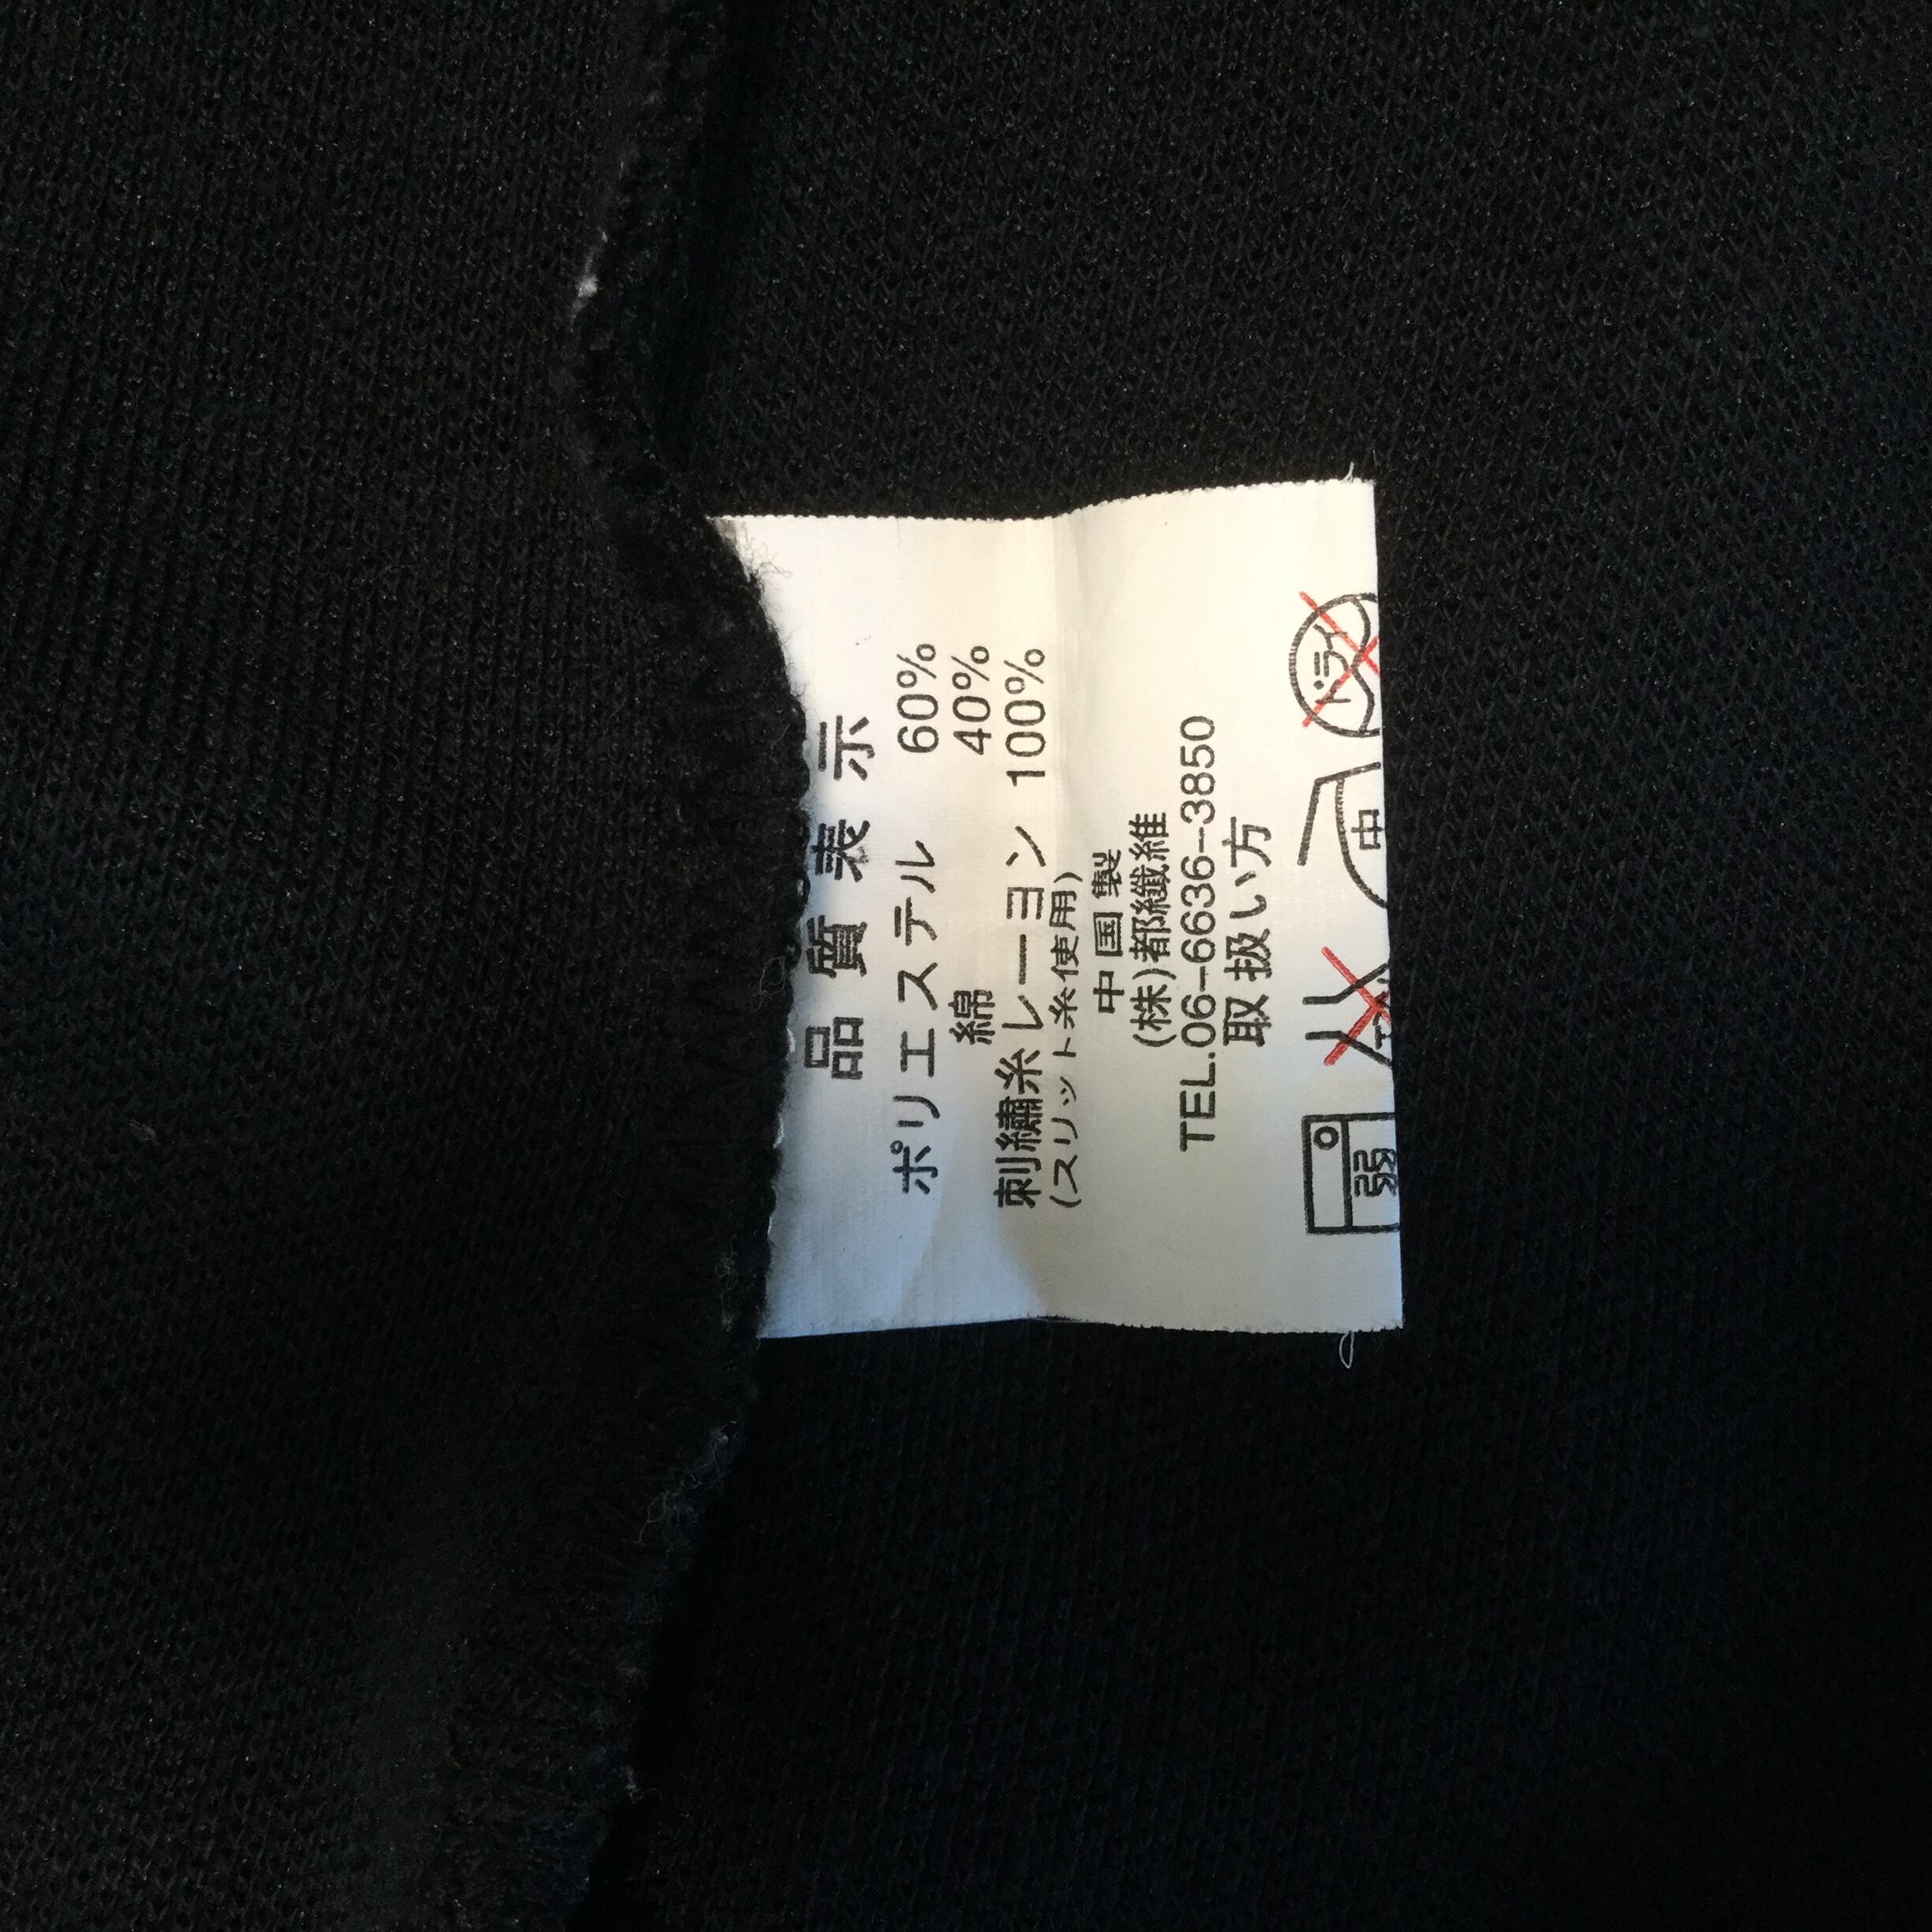 品質表示
ポリエステル 60%
綿 40%
刺繍糸 レーヨン 100%
(スリット糸使用)
中国製
(株)都繊維
TEL.06-6636-3850
取扱い方
弱 中 ドライ